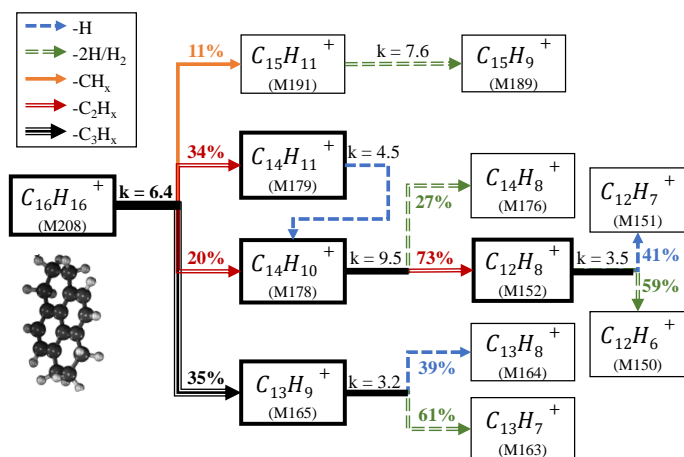 -H
-2H/H₂
-CHₓ
-C₂Hₓ
-C₃Hₓ
11%
C₁₅H₁₁⁺
(M191)
k = 7.6
C₁₅H₉⁺
(M189)
34%
C₁₄H₁₁⁺
(M179)
k = 4.5
C₁₆H₁₆⁺
(M208)
k = 6.4
20%
C₁₄H₁₀⁺
(M178)
k = 9.5
27%
C₁₄H₈⁺
(M176)
73%
C₁₂H₈⁺
(M152)
k = 3.5
C₁₂H₇⁺
(M151)
41%
59%
C₁₂H₆⁺
(M150)
35%
C₁₃H₉⁺
(M165)
k = 3.2
39%
C₁₃H₈⁺
(M164)
61%
C₁₃H₇⁺
(M163)